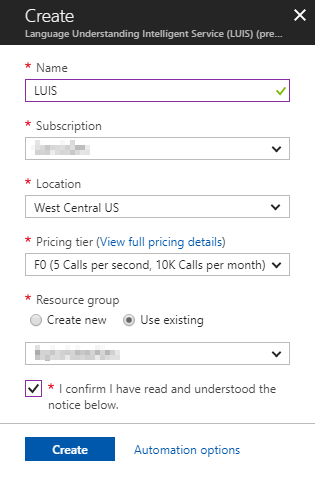 Create
Language Understanding Intelligent Service (LUIS) (pre...
* Name
LUIS
* Subscription
* Location
West Central US
* Pricing tier (View full pricing details)
F0 (5 Calls per second, 10K Calls per month)
* Resource group
Create new Use existing
* I confirm I have read and understood the
notice below.
Create Automation options